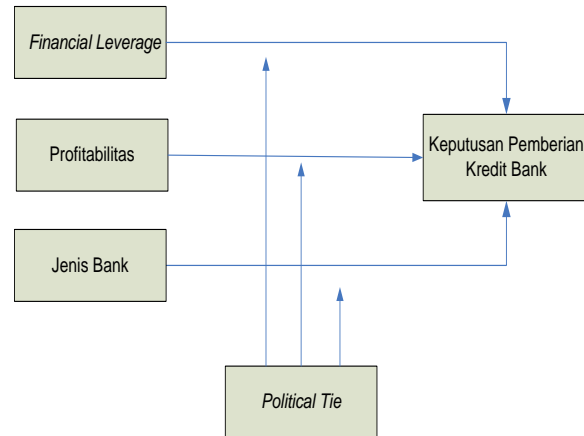 Financial Leverage
Profitabilitas
Keputusan Pemberian
Kredit Bank
Jenis Bank
Political Tie